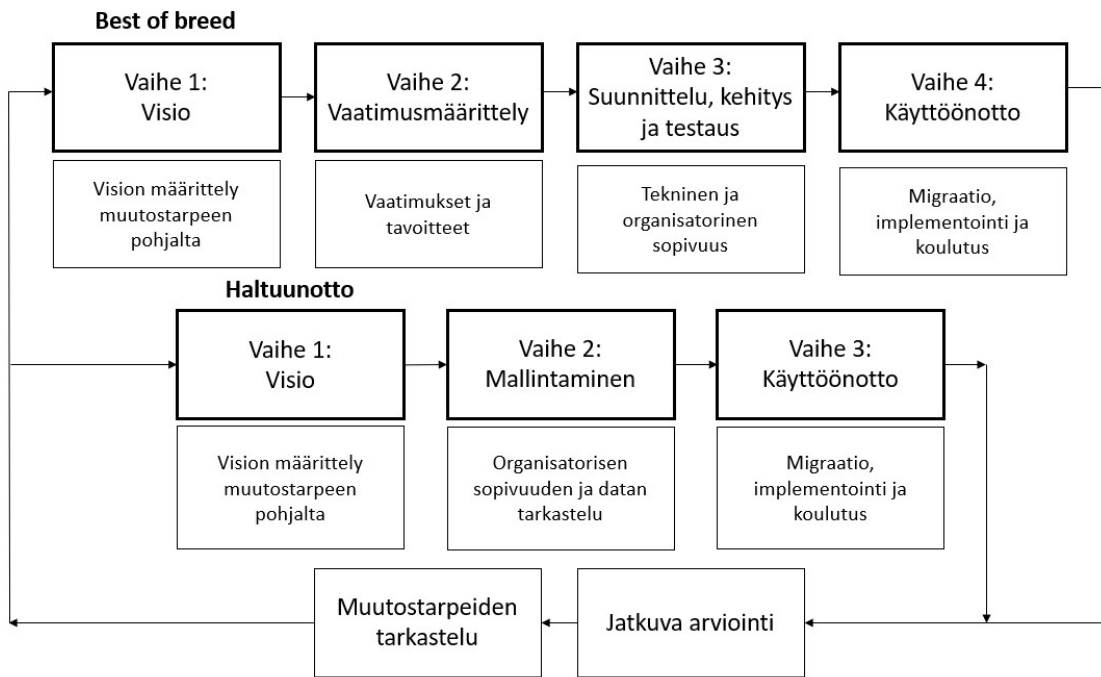 Best of breed
Vaihe 1:
Visio
Vaihe 2:
Vaatimusmäärittely
Vaihe 3:
Suunnittelu, kehitys
ja testaus
Vaihe 4:
Käyttöönotto
Vision määrittely
muutostarpeen
pohjalta
Vaatimukset ja
tavoitteet
Tekninen ja
organisatorinen
sopivuus
Migraatio,
implementointi ja
koulutus
Haltuunotto
Vaihe 1:
Visio
Vaihe 2:
Mallintaminen
Vaihe 3:
Käyttöönotto
Vision määrittely
muutostarpeen
pohjalta
Organisatorisen
sopivuuden ja datan
tarkastelu
Migraatio,
implementointi ja
koulutus
Muutostarpeiden
tarkastelu
Jatkuva arviointi